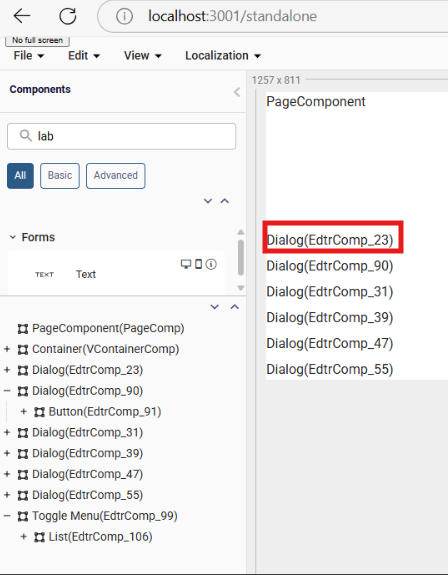 localhost:3001/standalone
No full screen
File Edit View Localization
Components
lab
All Basic Advanced
Forms
TEXT Text
PageComponent(PageComp)
Container(VContainerComp)
Dialog(EdtrComp_23)
Dialog(EdtrComp_90)
Button(EdtrComp_91)
Dialog(EdtrComp_31)
Dialog(EdtrComp_39)
Dialog(EdtrComp_47)
Dialog(EdtrComp_55)
Toggle Menu(EdtrComp_99)
List(EdtrComp_106)
1257 x 811
PageComponent
Dialog(EdtrComp_23)
Dialog(EdtrComp_90)
Dialog(EdtrComp_31)
Dialog(EdtrComp_39)
Dialog(EdtrComp_47)
Dialog(EdtrComp_55)